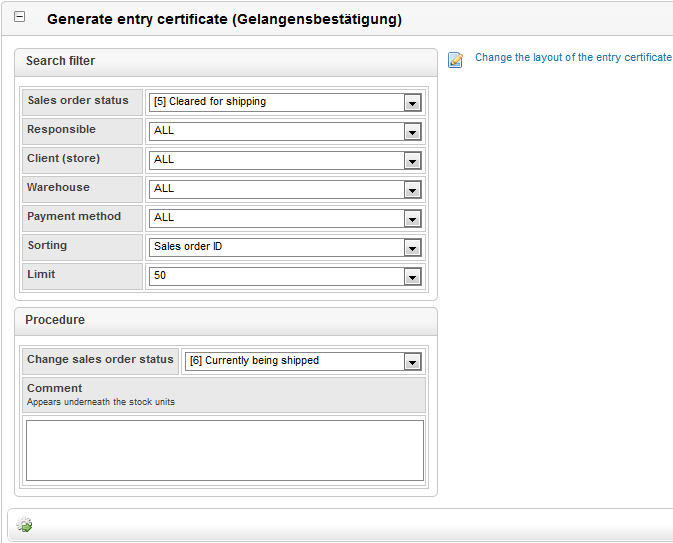 Generate entry certificate (Gelangensbestätigung)
Search filter
Change the layout of the entry certificate
Sales order status [5] Cleared for shipping
Responsible ALL
Client (store) ALL
Warehouse ALL
Payment method ALL
Sorting Sales order ID
Limit 50
Procedure
Change sales order status [6] Currently being shipped
Comment
Appears underneath the stock units